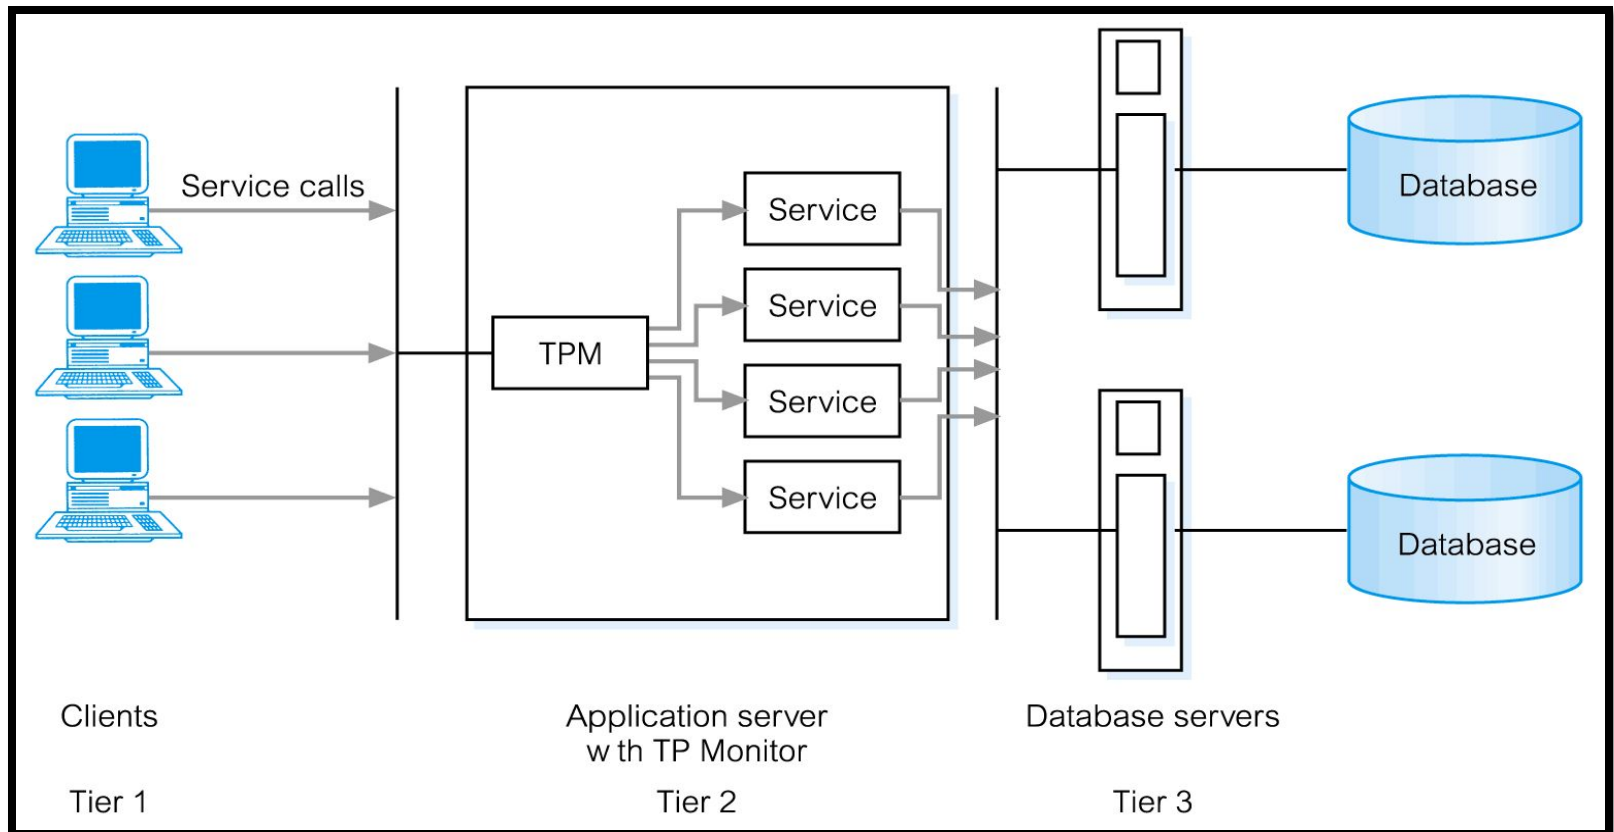 Service calls
TPM
Service
Service
Service
Service
Database
Database
Clients
Application server
w th TP Monitor
Database servers
Tier 1
Tier 2
Tier 3